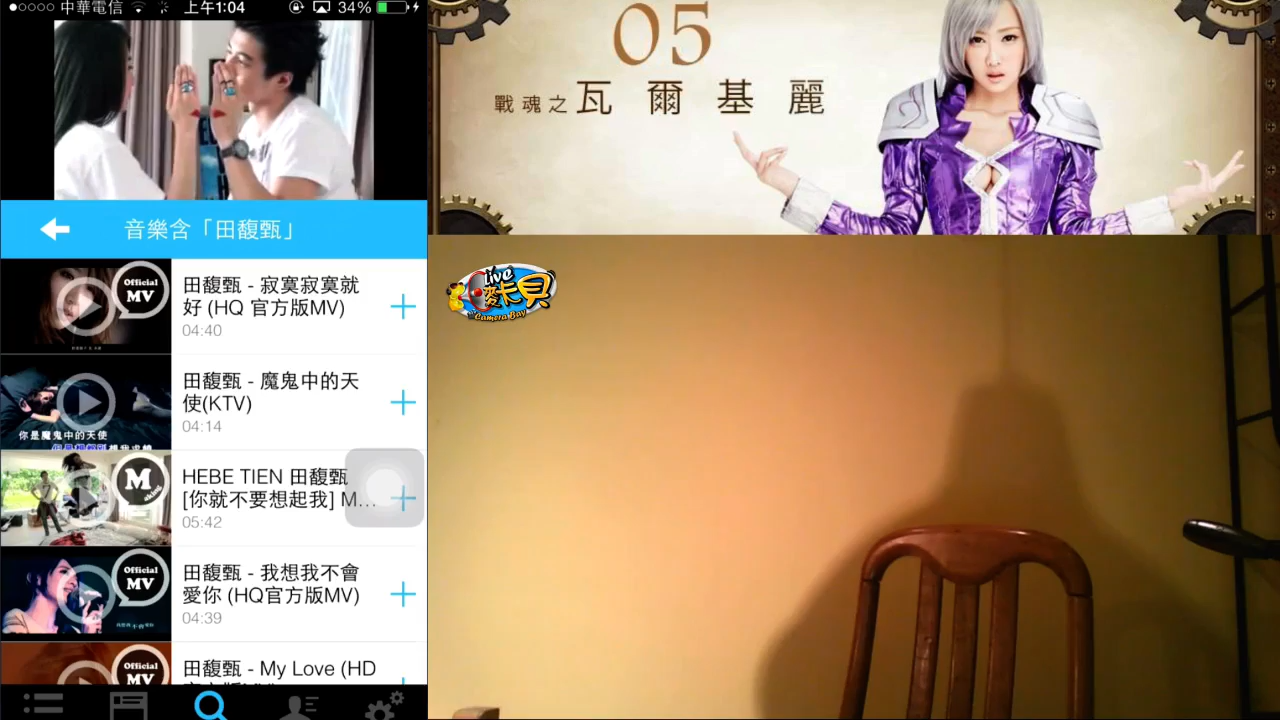 中華電信
上午1:04
34%
音樂含「田馥甄」
Official
MV
田馥甄 - 寂寞寂寞就
好 (HQ 官方版MV)
04:40
田馥甄 - 魔鬼中的天
使(KTV)
04:14
你是魔鬼中的天使
HEBE TIEN 田馥甄
[你就不要想起我] M...
05:42
M
aking
Official
MV
田馥甄 - 我想我不會
愛你 (HQ官方版MV)
04:39
Official
MV
田馥甄 - My Love (HD
05
戰魂之瓦爾基麗
live
麥卡貝
Camera Bay